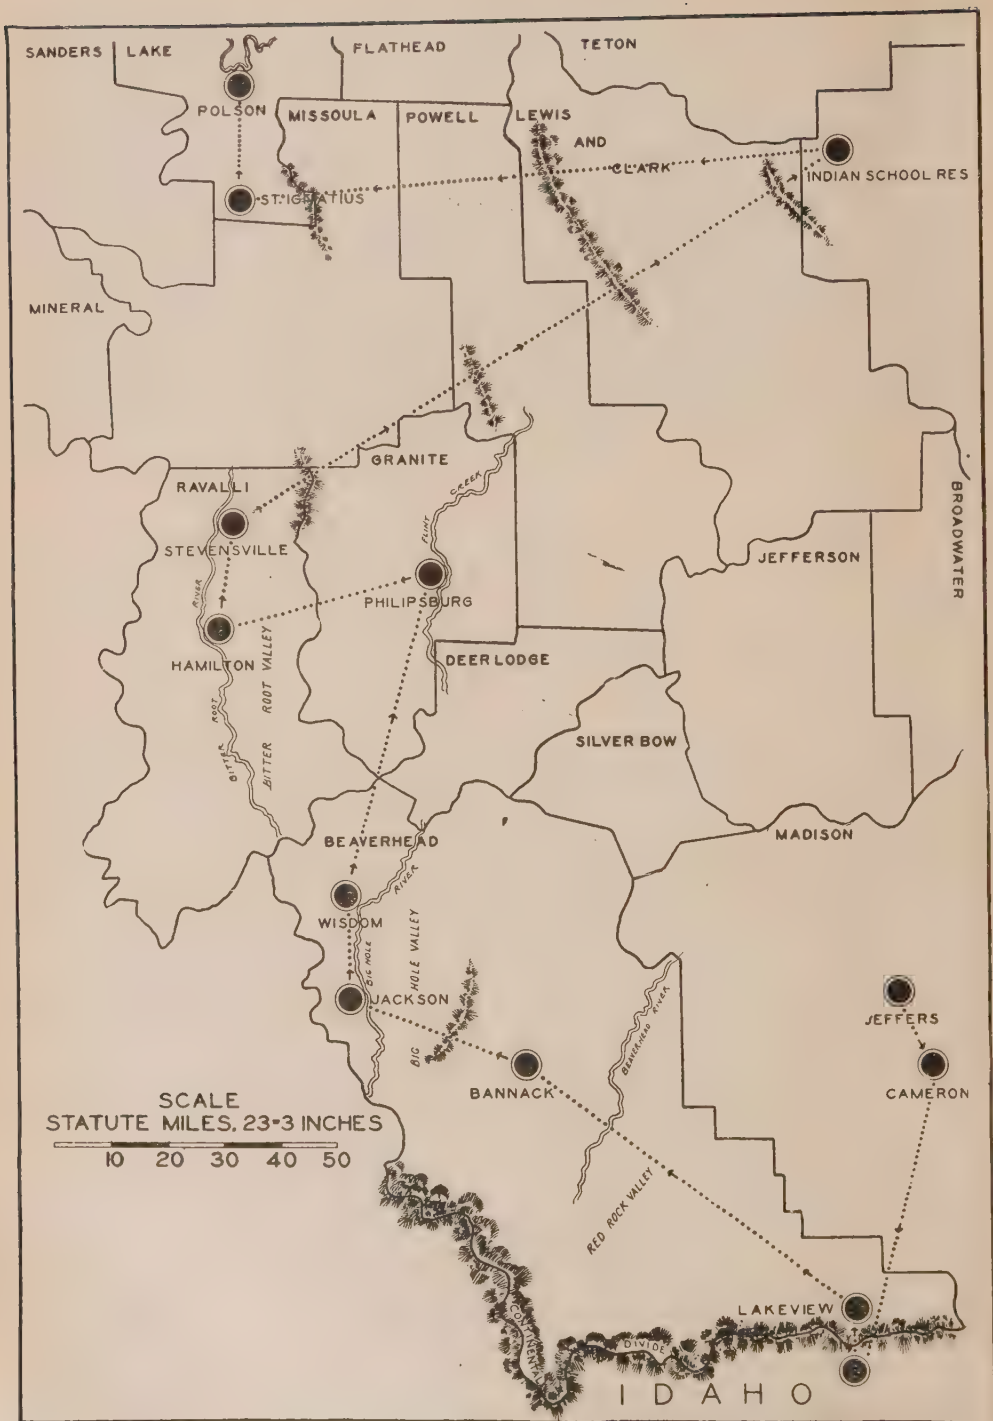 SANDERS LAKE FLATHEAD TETON
POLSON
MISSOULA POWELL LEWIS
AND
CLARK
ST. IGNATIUS
INDIAN SCHOOL RES
MINERAL
GRANITE
RAVALLI
FLINT CREEK
BROADWATER
STEVENSVILLE
JEFFERSON
PHILIPSBURG
HAMILTON
BITTER ROOT RIVER
BITTER ROOT VALLEY
DEER LODGE
SILVER BOW
MADISON
BEAVERHEAD
WISDOM
BIG HOLE RIVER
BIG HOLE VALLEY
JACKSON
JEFFERS
BEAVERHEAD RIVER
BANNACK
CAMERON
SCALE
STATUTE MILES, 23=3 INCHES
10 20 30 40 50
RED ROCK VALLEY
LAKEVIEW
CONTINENTAL DIVIDE
IDAHO